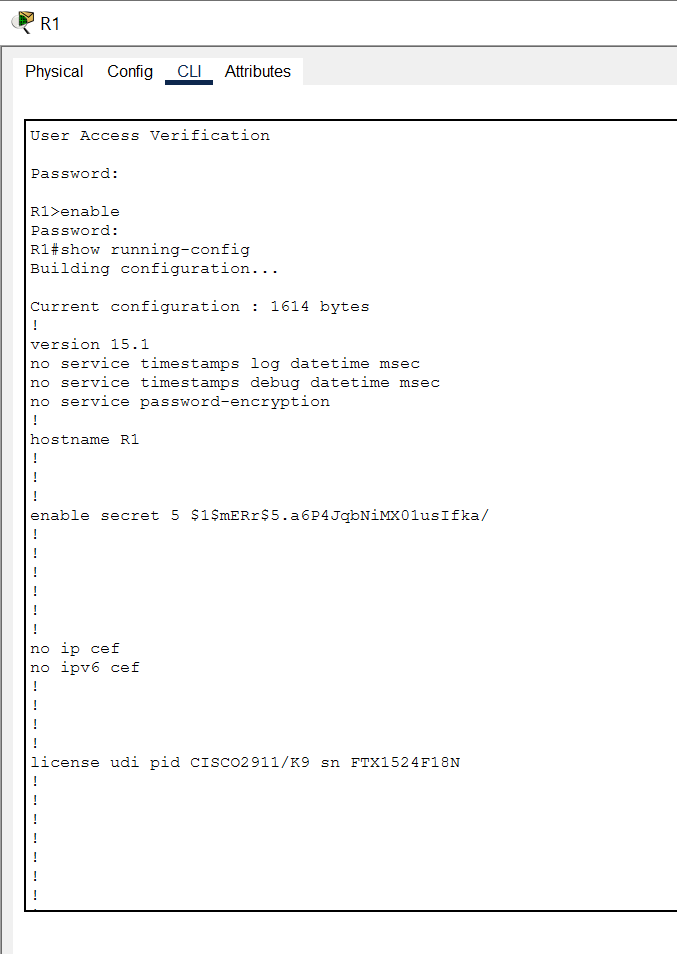 R1
Physical Config CLI Attributes
User Access Verification
Password:
R1>enable
Password:
R1#show running-config
Building configuration...
Current configuration : 1614 bytes
!
version 15.1
no service timestamps log datetime msec
no service timestamps debug datetime msec
no service password-encryption
!
hostname R1
!
!
!
enable secret 5 $1$mERr$5.a6P4JqbNiMX01usIfka/
!
!
!
!
!
!
no ip cef
no ipv6 cef
!
!
!
!
license udi pid CISCO2911/K9 sn FTX1524F18N
!
!
!
!
!
!
!